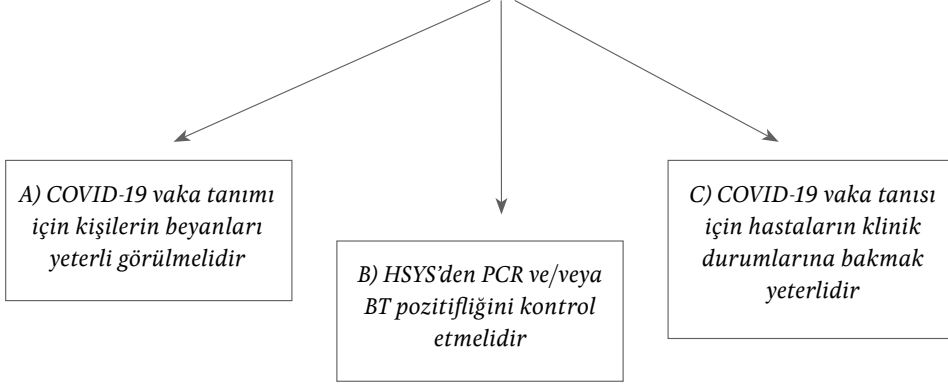 A) COVID-19 vaka tanımı
için kişilerin beyanları
yeterli görülmelidir
B) HSYS’den PCR ve/veya
BT pozitifliğini kontrol
etmelidir
C) COVID-19 vaka tanısı
için hastaların klinik
durumlarına bakmak
yeterlidir